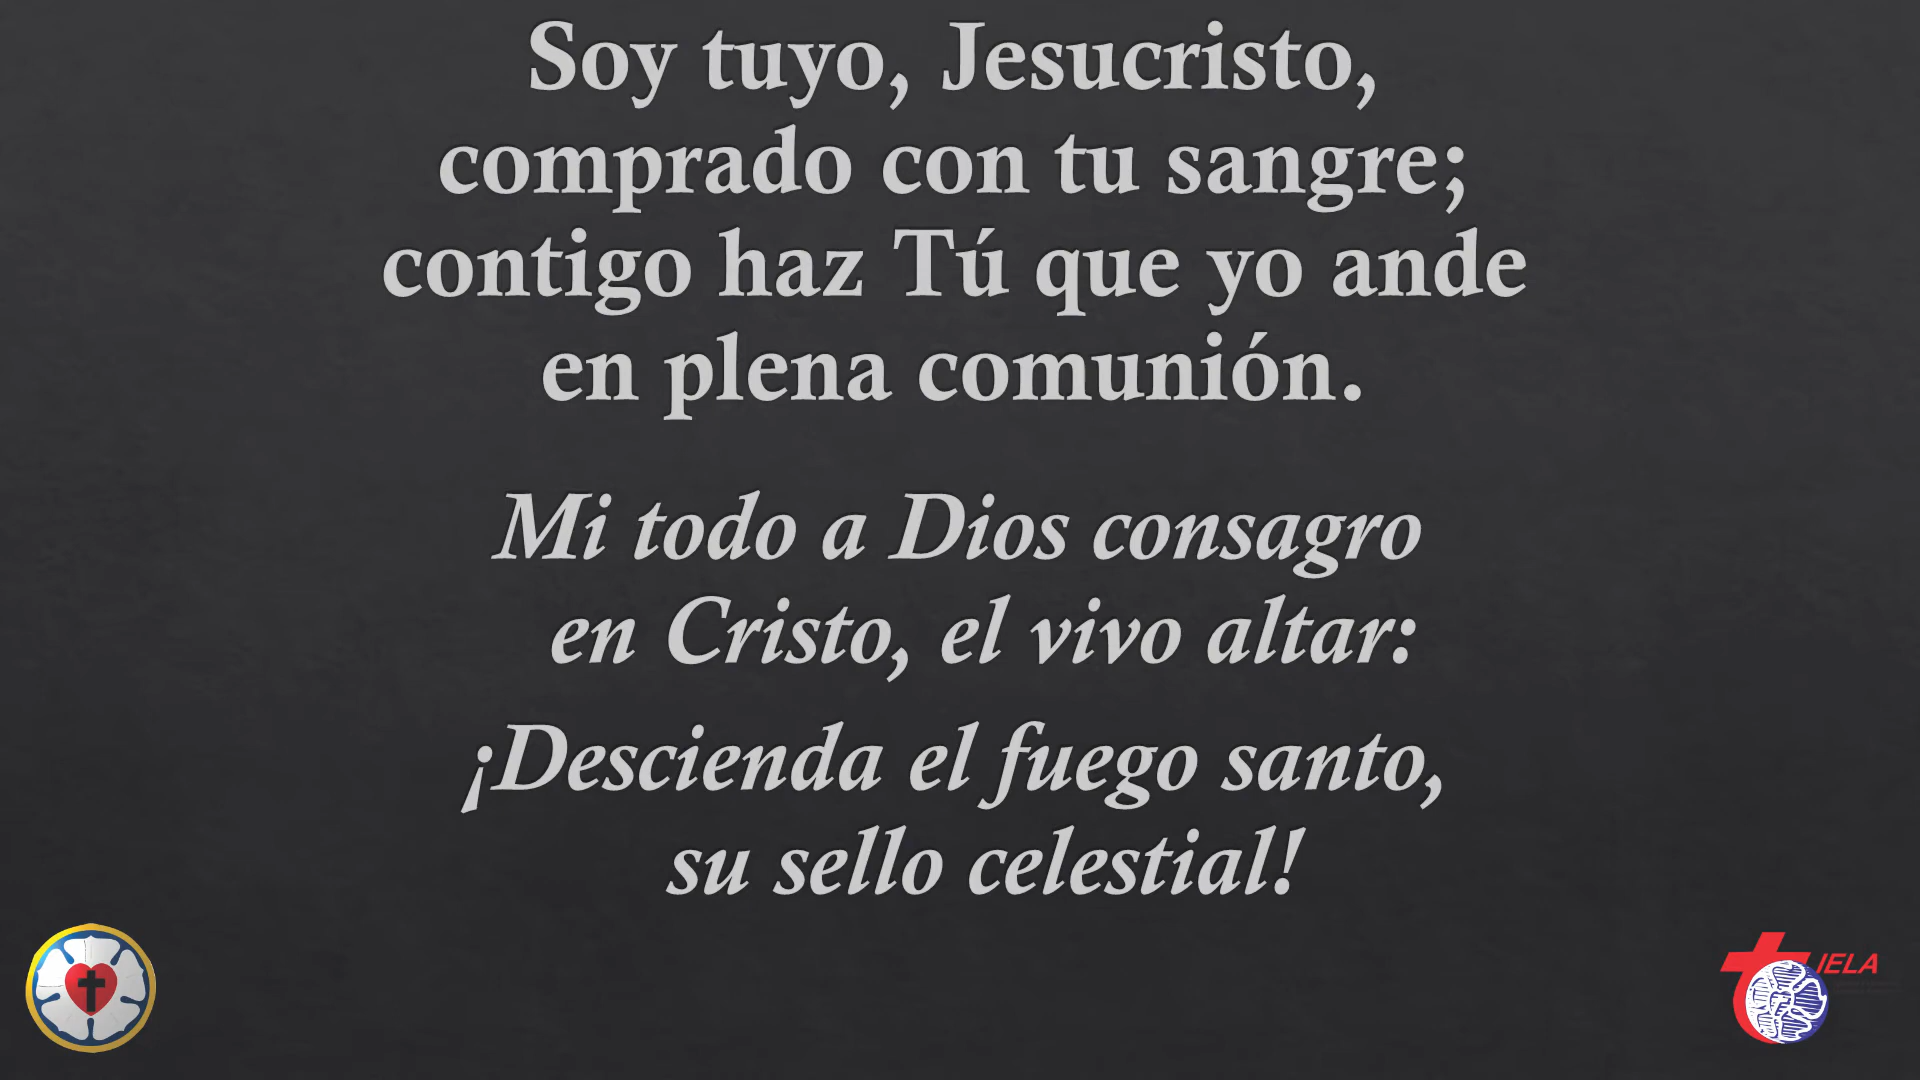 Soy tuyo, Jesucristo,
comprado con tu sangre;
contigo haz Tú que yo ande
en plena comunión.
Mi todo a Dios consagro
en Cristo, el vivo altar:
¡Descienda el fuego santo,
su sello celestial!
IELA